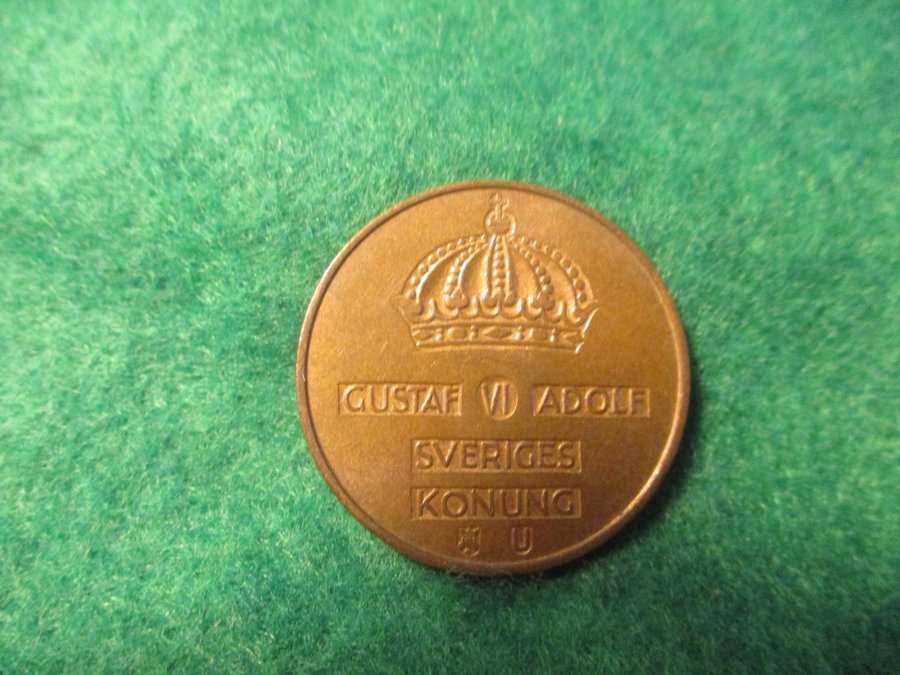 GUSTAF VI ADOLF
SVERIGES
KONUNG
U